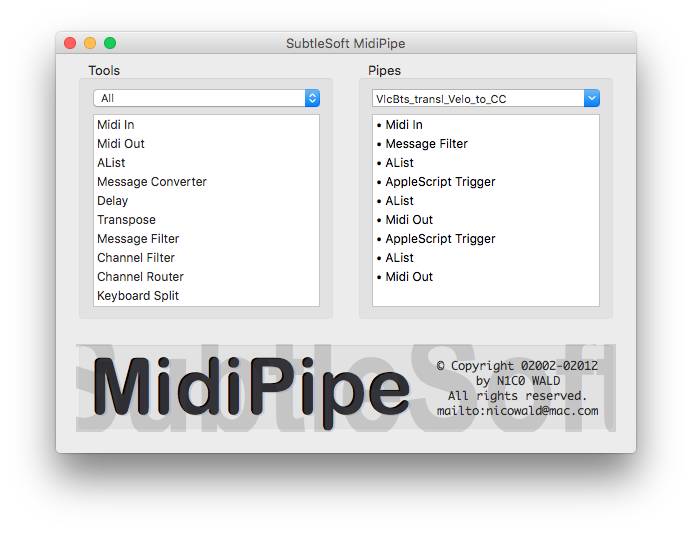 SubtleSoft MidiPipe
Tools
All
Midi In
Midi Out
AList
Message Converter
Delay
Transpose
Message Filter
Channel Filter
Channel Router
Keyboard Split
Pipes
VlcBts_transl_Velo_to_CC
• Midi In
• Message Filter
• AList
• AppleScript Trigger
• AList
• Midi Out
• AppleScript Trigger
• AList
• Midi Out
SubtleSoft
MidiPipe
© Copyright 02002-02012
by N1C0 WALD
All rights reserved.
mailto:nicowald@mac.com